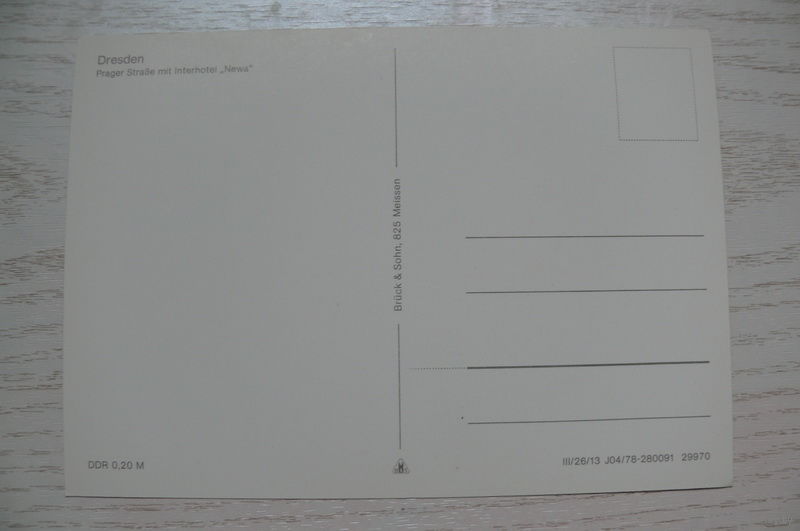 Dresden
Prager Straße mit Interhotel „Newa“
Brück & Sohn, 825 Meissen
DDR 0,20 M
III/26/13 J04/78-280091 29970